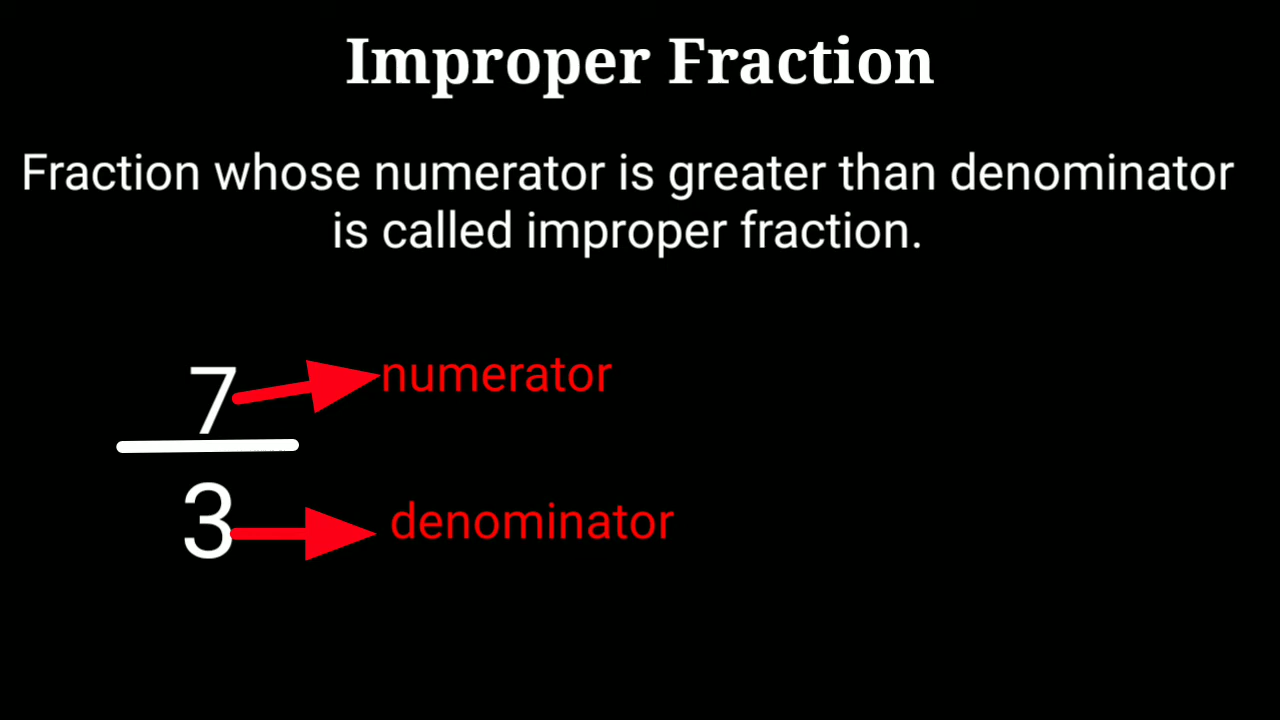 Improper Fraction
Fraction whose numerator is greater than denominator
is called improper fraction.
7
numerator
3
denominator